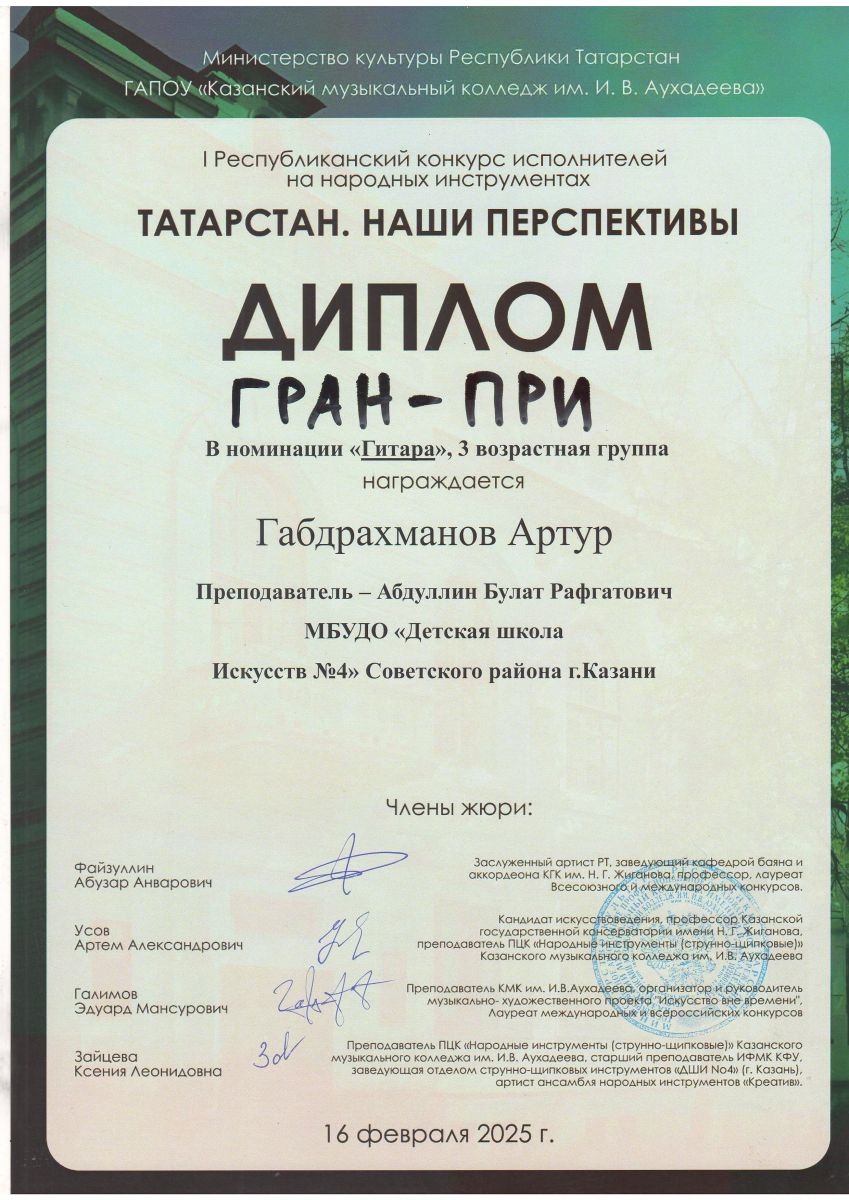 Министерство культуры Республики Татарстан
ГАПОУ «Казанский музыкальный колледж им. И. В. Аухадеева»
I Республиканский конкурс исполнителей
на народных инструментах
ТАТАРСТАН. НАШИ ПЕРСПЕКТИВЫ
ДИПЛОМ
ГРАН-ПРИ
В номинации «Гитара», 3 возрастная группа
награждается
Габдрахманов Артур
Преподаватель – Абдуллин Булат Рафгатович
МБУДО «Детская школа
Искусств №4» Советского района г.Казани
Члены жюри:
Файзуллин
Абузар Анварович
Заслуженный артист РТ, заведующий кафедрой баяна и
аккордеона КГК им. Н. Г. Жиганова, профессор, лауреат
Всесоюзного и международных конкурсов.
Усов
Артем Александрович
Кандидат искусствоведения, профессор Казанской
государственной консерватории имени Н. Г. Жиганова,
преподаватель ПЦК «Народные инструменты (струнно-щипковые)»
Казанского музыкального колледжа им. И.В. Аухадеева
Галимов
Эдуард Мансурович
Преподаватель КМК им. И.В.Аухадеева, организатор и руководитель
музыкально- художественного проекта "Искусство вне времени",
Лауреат международных и всероссийских конкурсов
Зайцева
Ксения Леонидовна
Преподаватель ПЦК «Народные инструменты (струнно-щипковые)» Казанского
музыкального колледжа им. И.В. Аухадеева, старший преподаватель ИФМК КФУ,
заведующая отделом струнно-щипковых инструментов «ДШИ No4» (г. Казань),
артист ансамбля народных инструментов «Креатив».
16 февраля 2025 г.